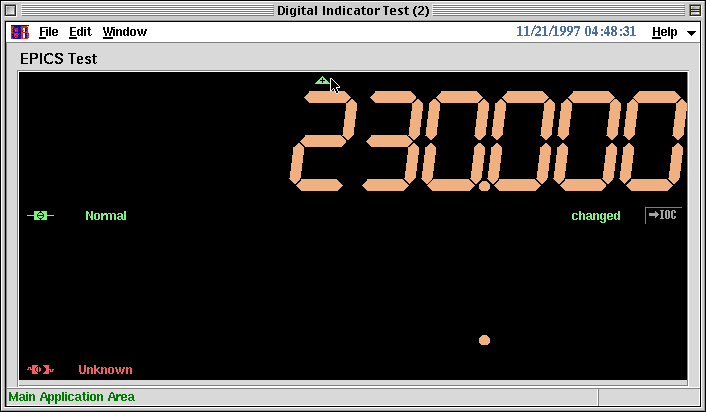 Digital Indicator Test (2)
File Edit Window 11/21/1997 04:48:31 Help
EPICS Test
230.000
Normal changed →IOC
.
Unknown
Main Application Area